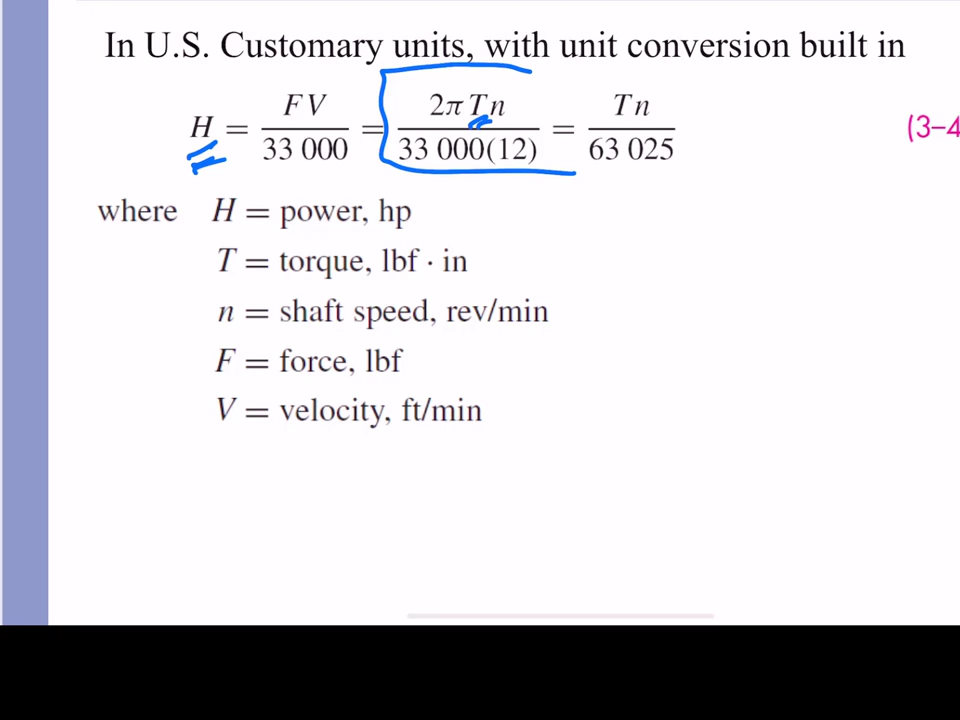 In U.S. Customary units, with unit conversion built in
H = FV / 33 000 = 2πTn / 33 000(12) = Tn / 63 025 (3–4
where H = power, hp
T = torque, lbf · in
n = shaft speed, rev/min
F = force, lbf
V = velocity, ft/min